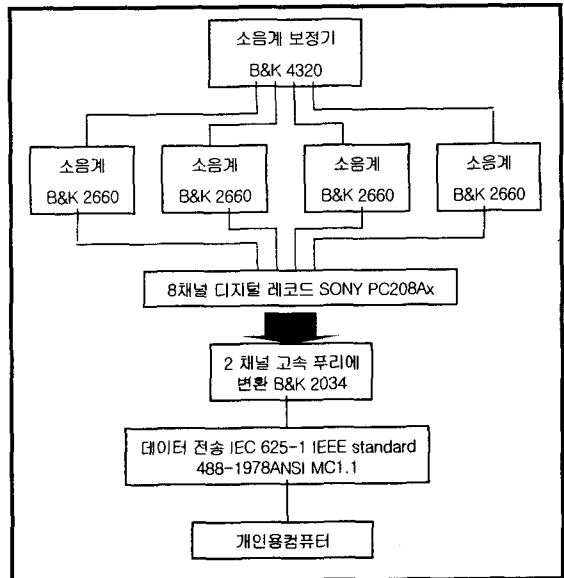 소음계 보정기
B&K 4320
소음계
B&K 2660
소음계
B&K 2660
소음계
B&K 2660
소음계
B&K 2660
8채널 디지털 레코드 SONY PC208Ax
2 채널 고속 푸리에
변환 B&K 2034
데이터 전송 IEC 625-1 IEEE standard
488-1978ANSI MC1.1
개인용컴퓨터